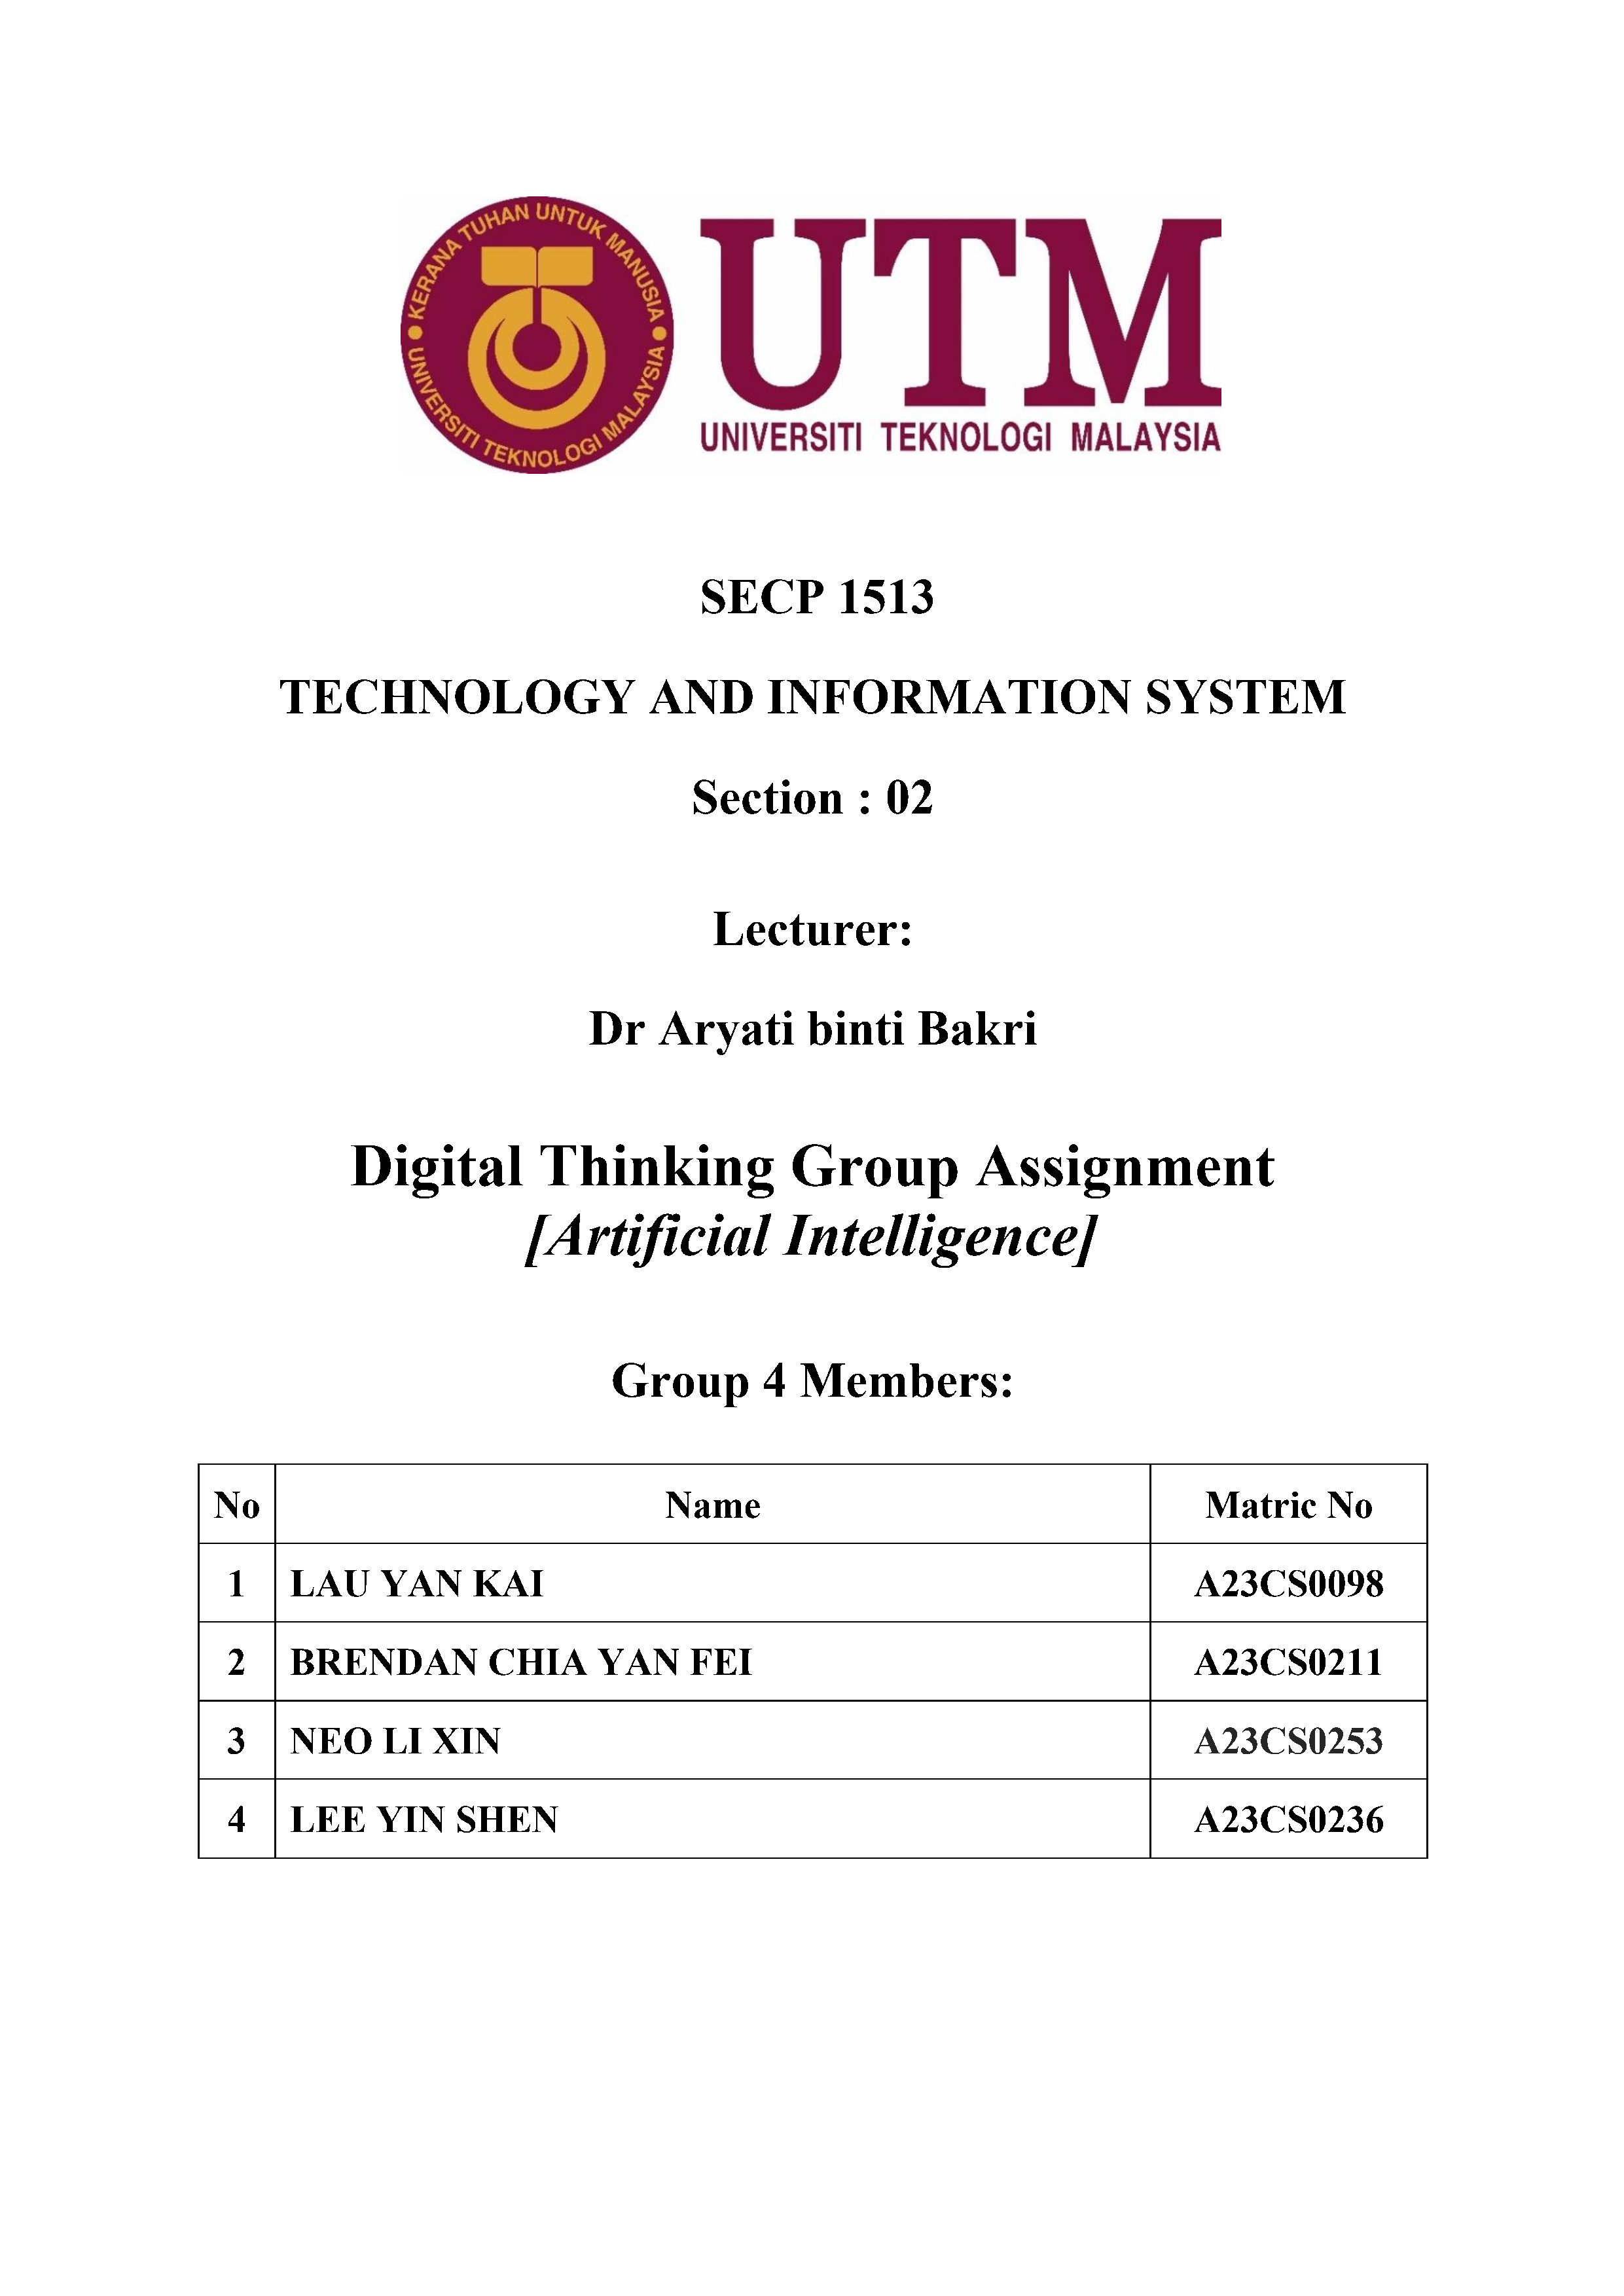 KERANA TUHAN UNTUK MANUSIA
UNIVERSITI TEKNOLOGI MALAYSIA
UTM
UNIVERSITI TEKNOLOGI MALAYSIA
SECP 1513
TECHNOLOGY AND INFORMATION SYSTEM
Section : 02
Lecturer:
Dr Aryati binti Bakri
Digital Thinking Group Assignment
[Artificial Intelligence]
Group 4 Members:
No Name Matric No
1 LAU YAN KAI A23CS0098
2 BRENDAN CHIA YAN FEI A23CS0211
3 NEO LI XIN A23CS0253
4 LEE YIN SHEN A23CS0236